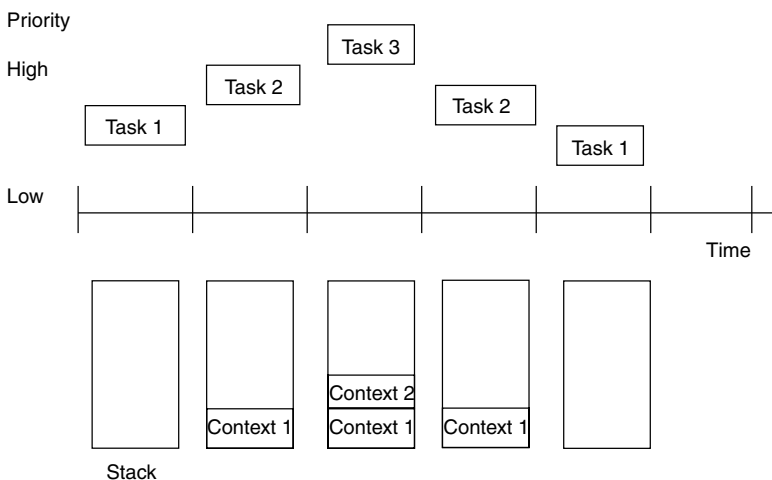 Priority
High
Task 3
Task 2
Task 1
Task 2
Task 1
Low
Time
Context 2
Context 1
Context 1
Context 1
Stack